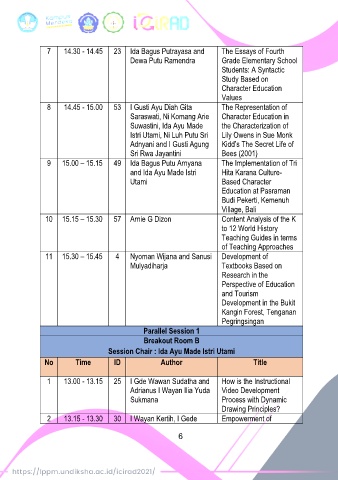 iCIRAD
7 14.30 - 14.45 23 Ida Bagus Putrayasa and The Essays of Fourth
Dewa Putu Ramendra Grade Elementary School
Students: A Syntactic
Study Based on
Character Education
Values
8 14.45 - 15.00 53 I Gusti Ayu Diah Gita The Representation of
Saraswati, Ni Komang Arie Character Education in
Suwastini, Ida Ayu Made the Characterization of
Istri Utami, Ni Luh Putu Sri Lily Owens in Sue Monk
Adnyani and I Gusti Agung Kidd's The Secret Life of
Sri Rwa Jayantini Bees (2001)
9 15.00 – 15.15 49 Ida Bagus Putu Arnyana The Implementation of Tri
and Ida Ayu Made Istri Hita Karana Culture-
Utami Based Character
Education at Pasraman
Budi Pekerti, Kemenuh
Village, Bali
10 15.15 – 15.30 57 Arnie G Dizon Content Analysis of the K
to 12 World History
Teaching Guides in terms
of Teaching Approaches
11 15.30 – 15.45 4 Nyoman Wijana and Sanusi Development of
Mulyadiharja Textbooks Based on
Research in the
Perspective of Education
and Tourism
Development in the Bukit
Kangin Forest, Tenganan
Pegringsingan
Parallel Session 1
Breakout Room B
Session Chair : Ida Ayu Made Istri Utami
No Time ID Author Title
1 13.00 - 13.15 25 I Gde Wawan Sudatha and How is the Instructional
Adrianus I Wayan Ilia Yuda Video Development
Sukmana Process with Dynamic
Drawing Principles?
2 13.15 - 13.30 30 I Wayan Kertih, I Gede Empowerment of
6
https://lppm.undiksha.ac.id/icirad2021/